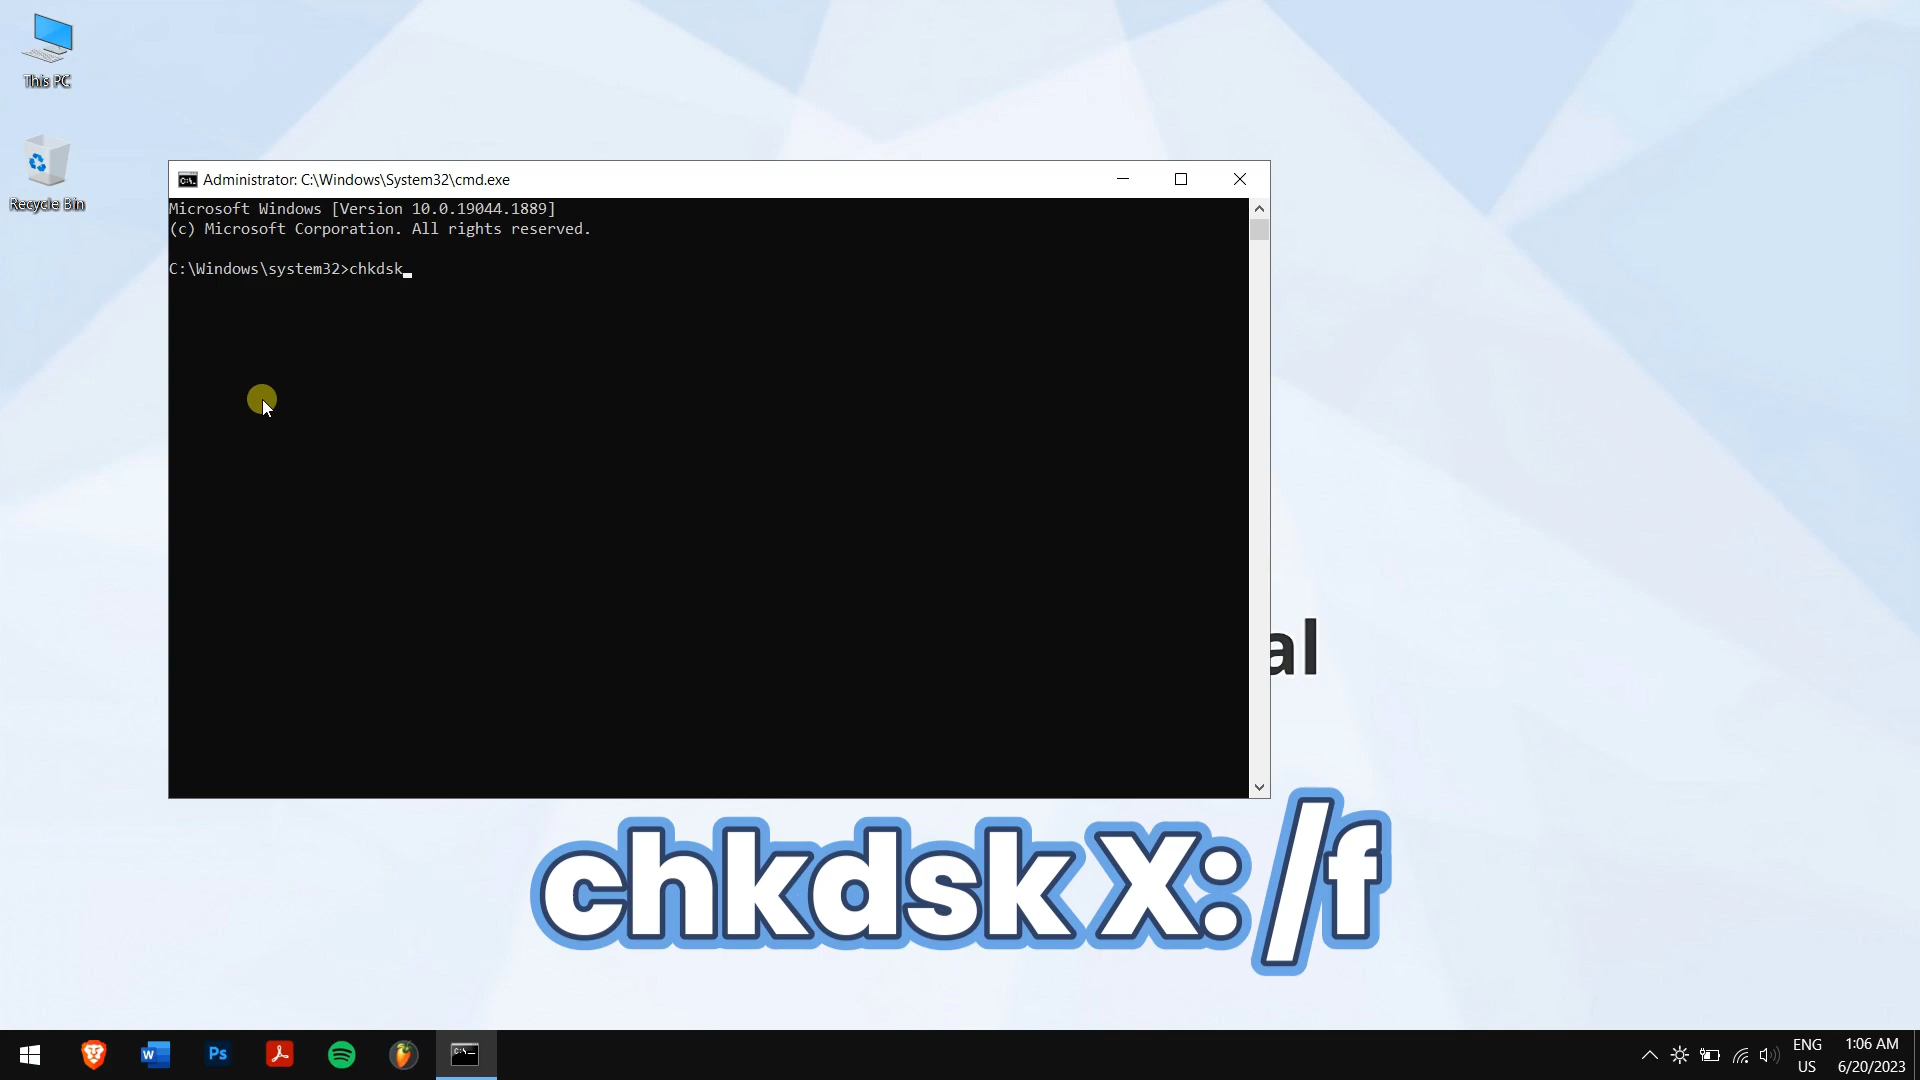 This PC
Recycle Bin
Administrator: C:\Windows\System32\cmd.exe
Microsoft Windows [Version 10.0.19044.1889]
(c) Microsoft Corporation. All rights reserved.
C:\Windows\system32>chkdsk
al
chkdsk X: /f
ENG
US
1:06 AM
6/20/2023